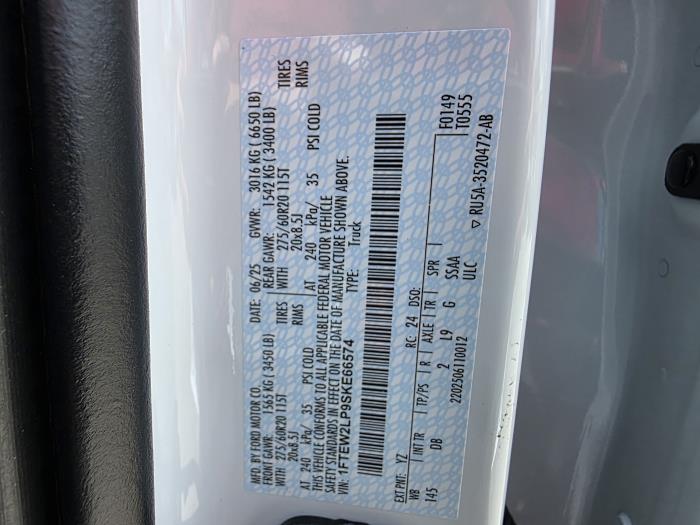 MFD. BY FORD MOTOR CO.
DATE: 06/25 GVWR: 3016 KG ( 6650 LB)
FRONT GAWR: 1565 KG ( 3450 LB) REAR GAWR: 1542 KG ( 3400 LB)
WITH 275/60R20 115T TIRES WITH 275/60R20 115T TIRES
20x8.5J RIMS 20x8.5J RIMS
AT 240 kPa/ 35 PSI COLD AT 240 kPa/ 35 PSI COLD
THIS VEHICLE CONFORMS TO ALL APPLICABLE FEDERAL MOTOR VEHICLE
SAFETY STANDARDS IN EFFECT ON THE DATE OF MANUFACTURE SHOWN ABOVE.
VIN: 1FTEW2LP9SKE66574 TYPE: Truck
EXT PNT: YZ RC: 24 DSO: F0149
WB | INT TR | TP/PS | R | AXLE | TR | SPR T0555
145 DB 2 L9 G SSAA
2202506110012 ULC
▽ RU5A-3520472-AB